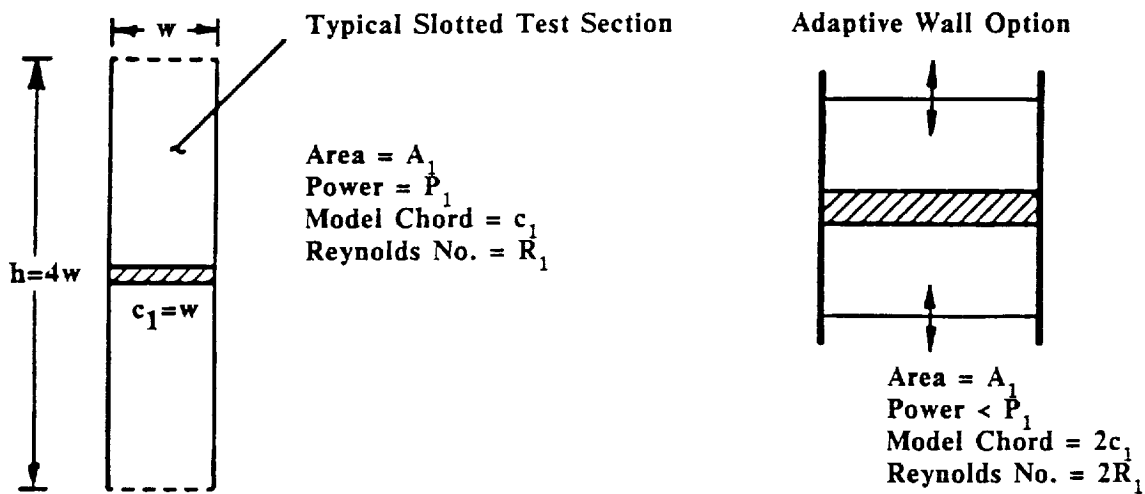 w
Typical Slotted Test Section
Area = A₁
Power = P₁
Model Chord = c₁
Reynolds No. = R₁
h=4w
c₁=w
Adaptive Wall Option
Area = A₁
Power < P₁
Model Chord = 2c₁
Reynolds No. = 2R₁